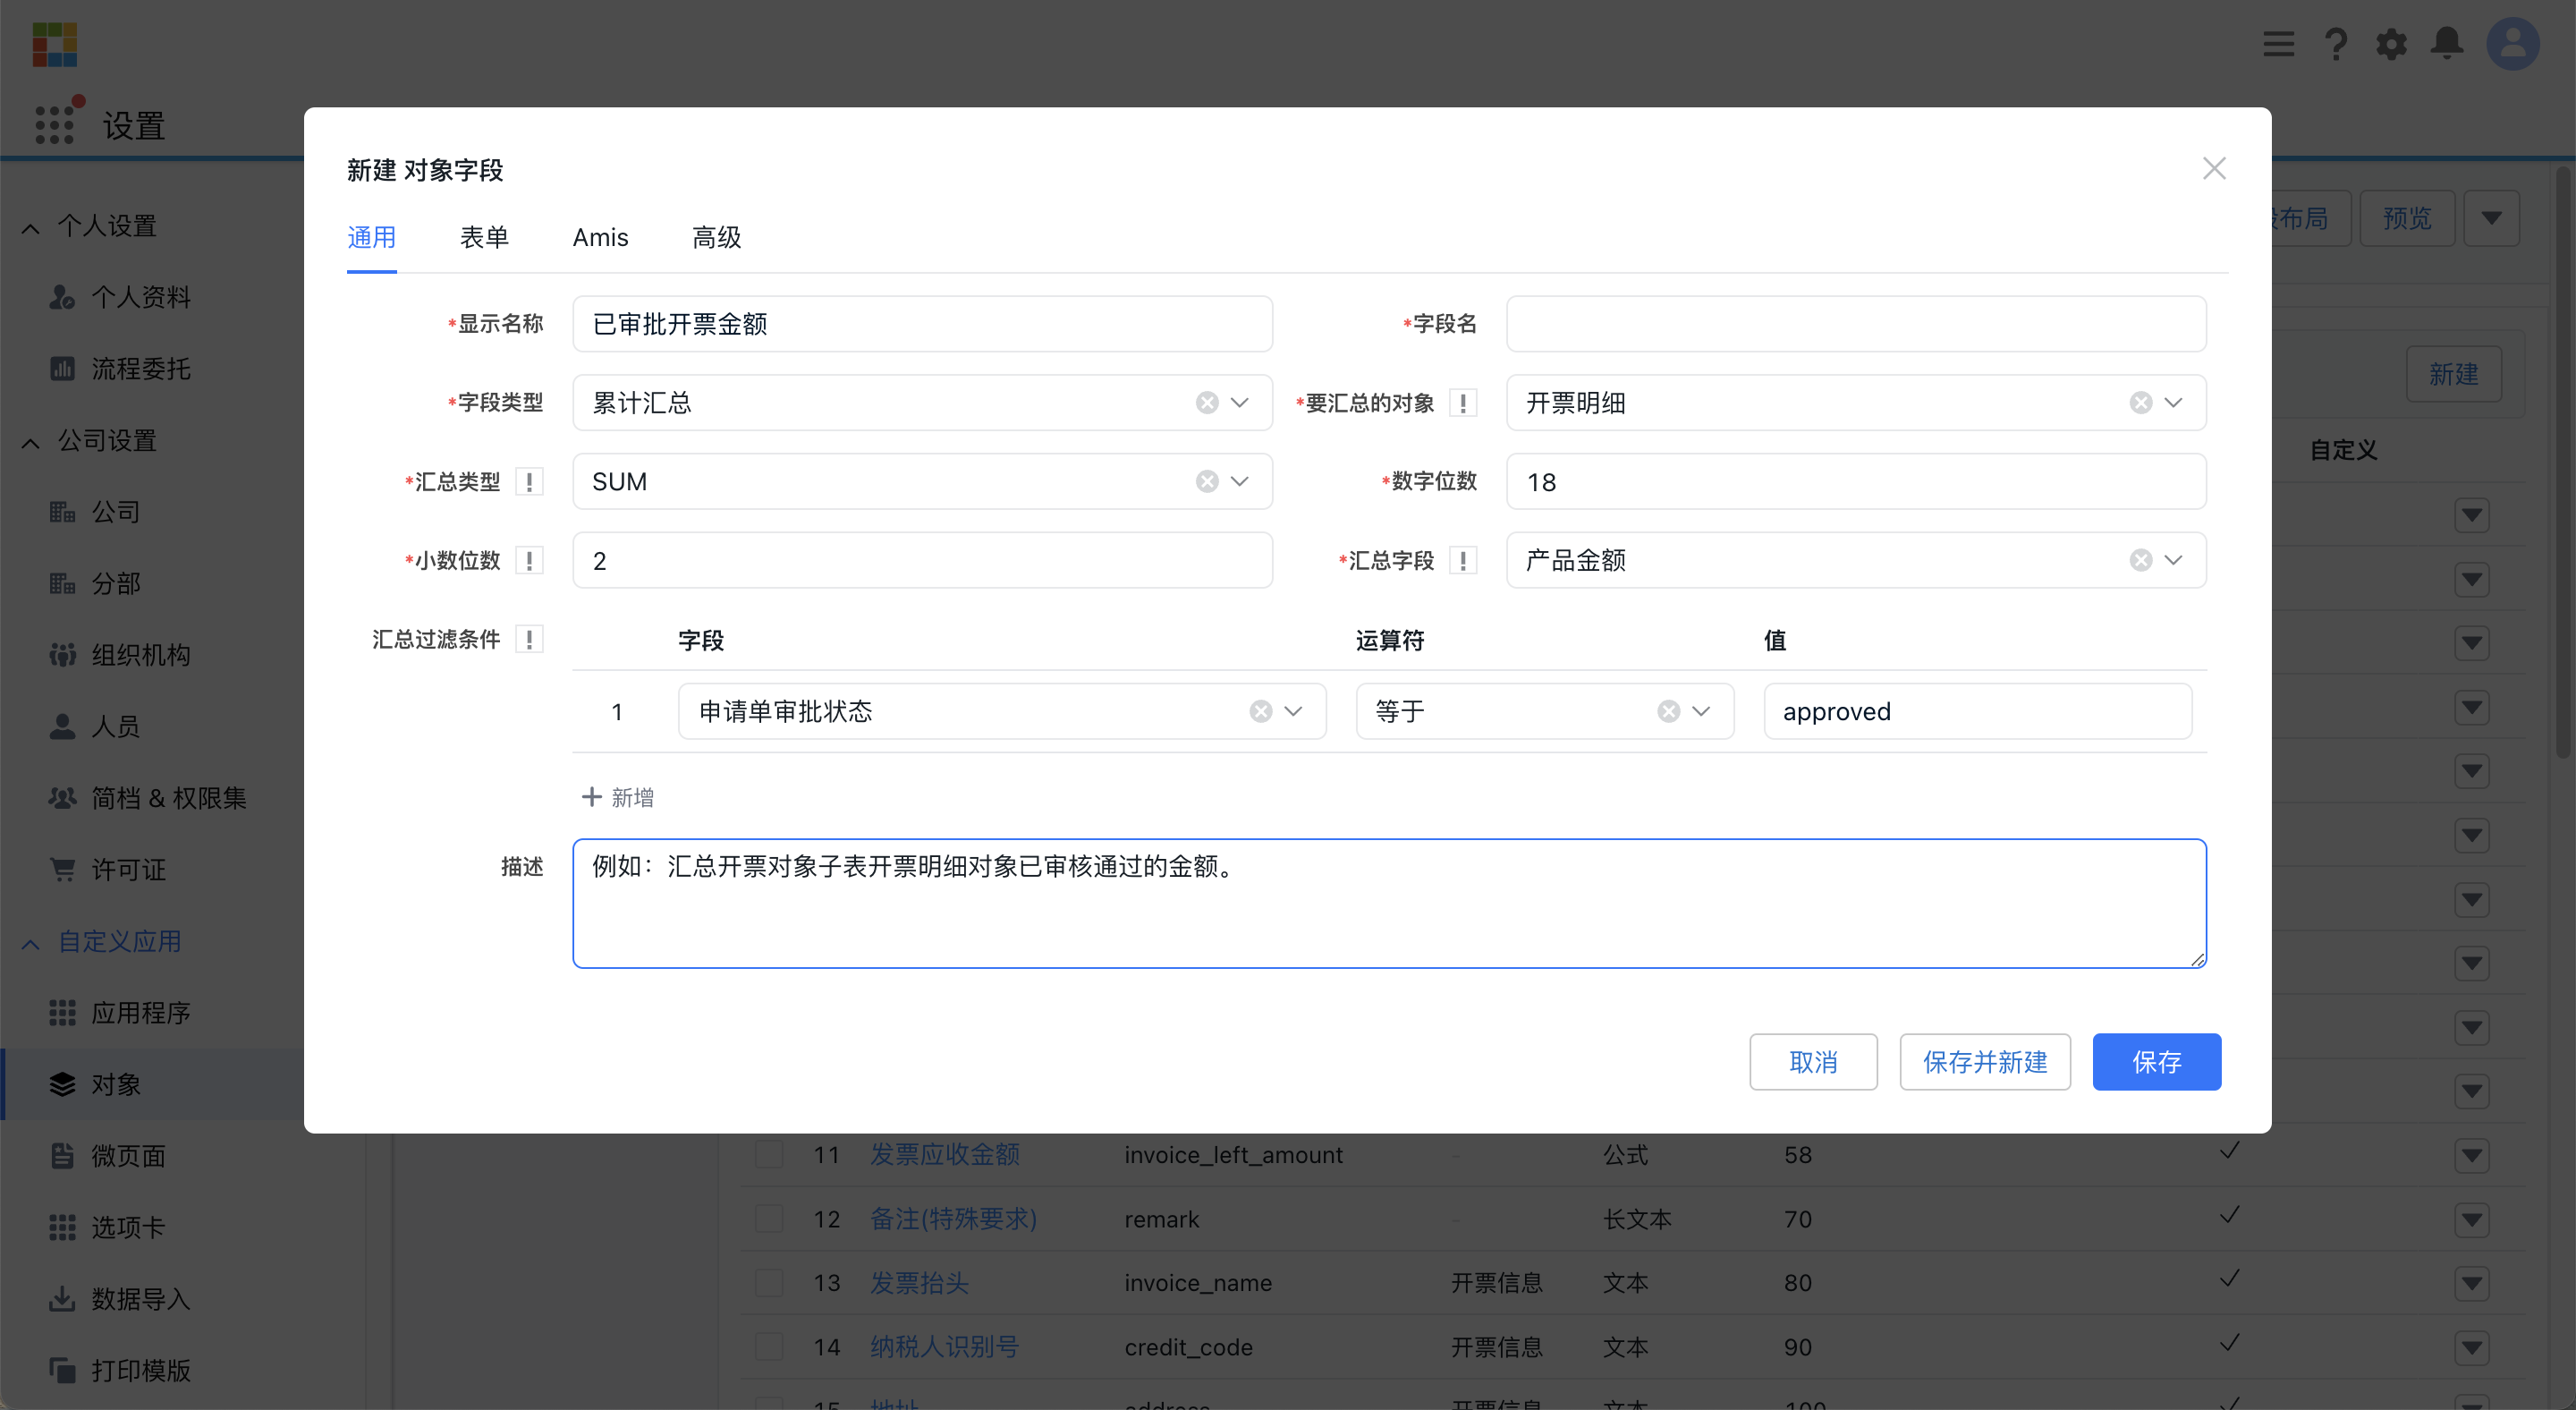 设置
个人设置
个人资料
流程委托
公司设置
公司
分部
组织机构
人员
简档 & 权限集
许可证
自定义应用
应用程序
对象
微页面
选项卡
数据导入
打印模版
布局
预览
新建
自定义
新建 对象字段
通用 表单 Amis 高级
*显示名称 已审批开票金额 *字段名
*字段类型 累计汇总 *要汇总的对象 ! 开票明细
*汇总类型 ! SUM *数字位数 18
*小数位数 ! 2 *汇总字段 ! 产品金额
汇总过滤条件 ! 字段 运算符 值
1 申请单审批状态 等于 approved
新增
描述 例如：汇总开票对象子表开票明细对象已审核通过的金额。
取消 保存并新建 保存
11 发票应收金额 invoice_left_amount - 公式 58
12 备注(特殊要求) remark - 长文本 70
13 发票抬头 invoice_name 开票信息 文本 80
14 纳税人识别号 credit_code 开票信息 文本 90
15 地址 address 开票信息 文本 100